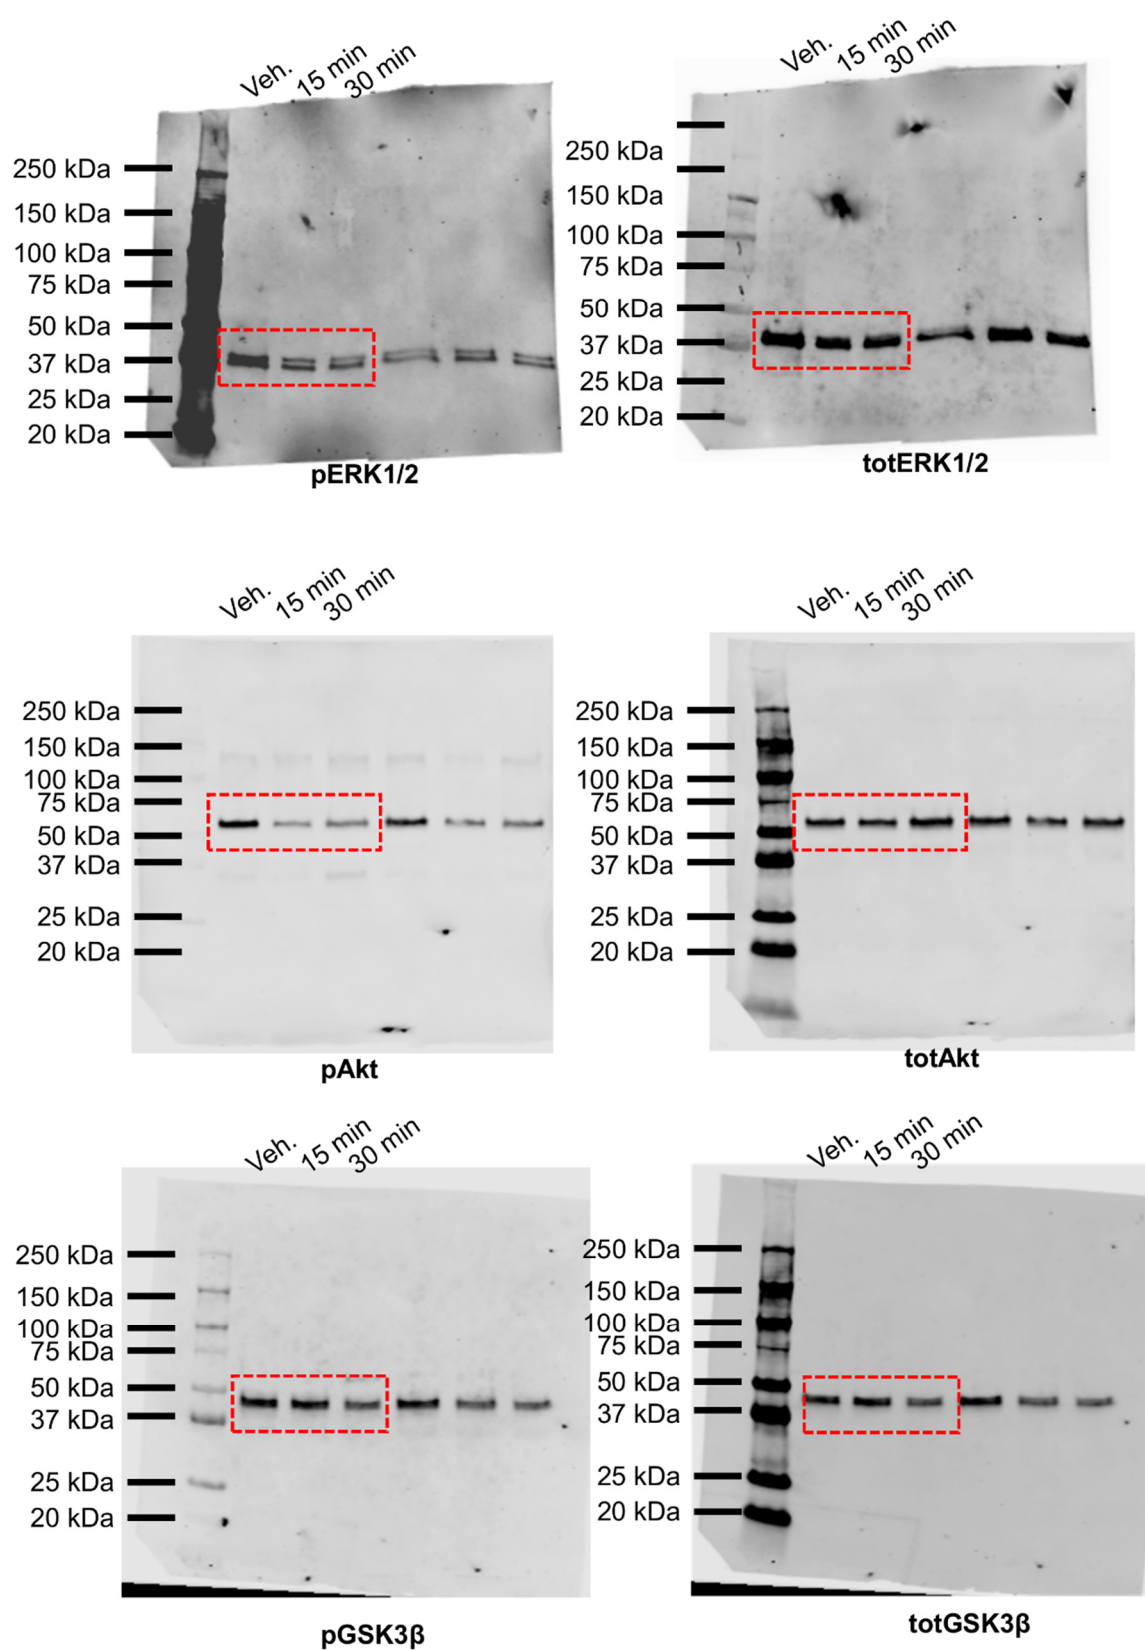 Veh. 15 min 30 min
250 kDa
150 kDa
100 kDa
75 kDa
50 kDa
37 kDa
25 kDa
20 kDa
pERK1/2
Veh. 15 min 30 min
250 kDa
150 kDa
100 kDa
75 kDa
50 kDa
37 kDa
25 kDa
20 kDa
totERK1/2
Veh. 15 min 30 min
250 kDa
150 kDa
100 kDa
75 kDa
50 kDa
37 kDa
25 kDa
20 kDa
pAkt
Veh. 15 min 30 min
250 kDa
150 kDa
100 kDa
75 kDa
50 kDa
37 kDa
25 kDa
20 kDa
totAkt
Veh. 15 min 30 min
250 kDa
150 kDa
100 kDa
75 kDa
50 kDa
37 kDa
25 kDa
20 kDa
pGSK3β
Veh. 15 min 30 min
250 kDa
150 kDa
100 kDa
75 kDa
50 kDa
37 kDa
25 kDa
20 kDa
totGSK3β